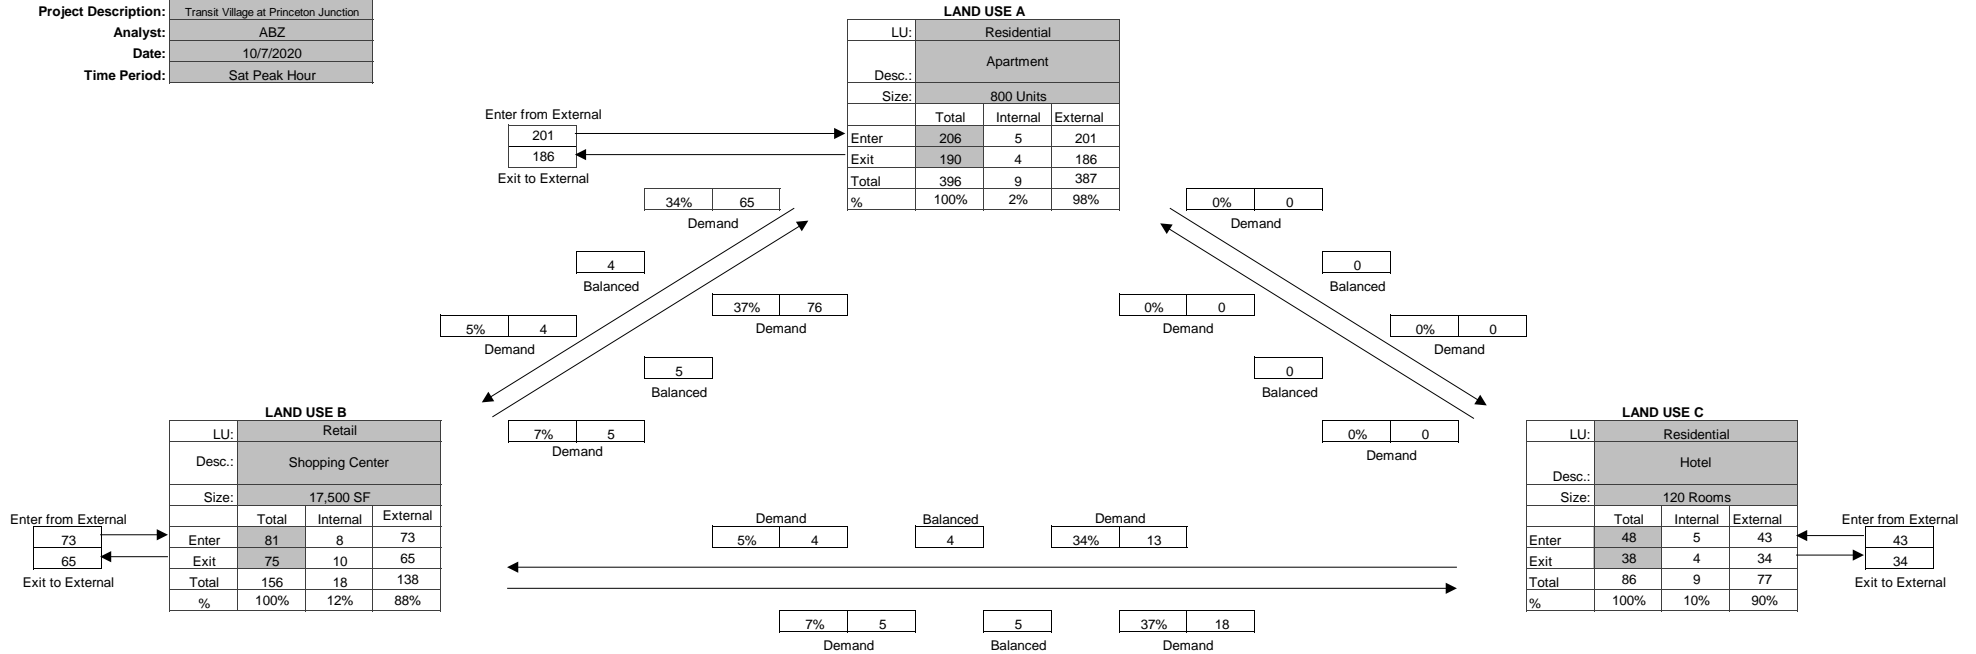 Project Description: Transit Village at Princeton Junction
Analyst: ABZ
Date: 10/7/2020
Time Period: Sat Peak Hour
LAND USE A
LU: Residential
Desc.: Apartment
Size: 800 Units
Total Internal External
Enter 206 5 201
Exit 190 4 186
Total 396 9 387
% 100% 2% 98%
Enter from External
201
186
Exit to External
34% 65
Demand
4
Balanced
5% 4
Demand
37% 76
Demand
5
Balanced
7% 5
Demand
0% 0
Demand
0
Balanced
0% 0
Demand
0% 0
Demand
0
Balanced
0% 0
Demand
LAND USE B
LU: Retail
Desc.: Shopping Center
Size: 17,500 SF
Total Internal External
Enter 81 8 73
Exit 75 10 65
Total 156 18 138
% 100% 12% 88%
Enter from External
73
65
Exit to External
Demand Balanced Demand
5% 4 4 34% 13
7% 5 5 37% 18
Demand Balanced Demand
LAND USE C
LU: Residential
Desc.: Hotel
Size: 120 Rooms
Total Internal External
Enter 48 5 43
Exit 38 4 34
Total 86 9 77
% 100% 10% 90%
Enter from External
43
34
Exit to External